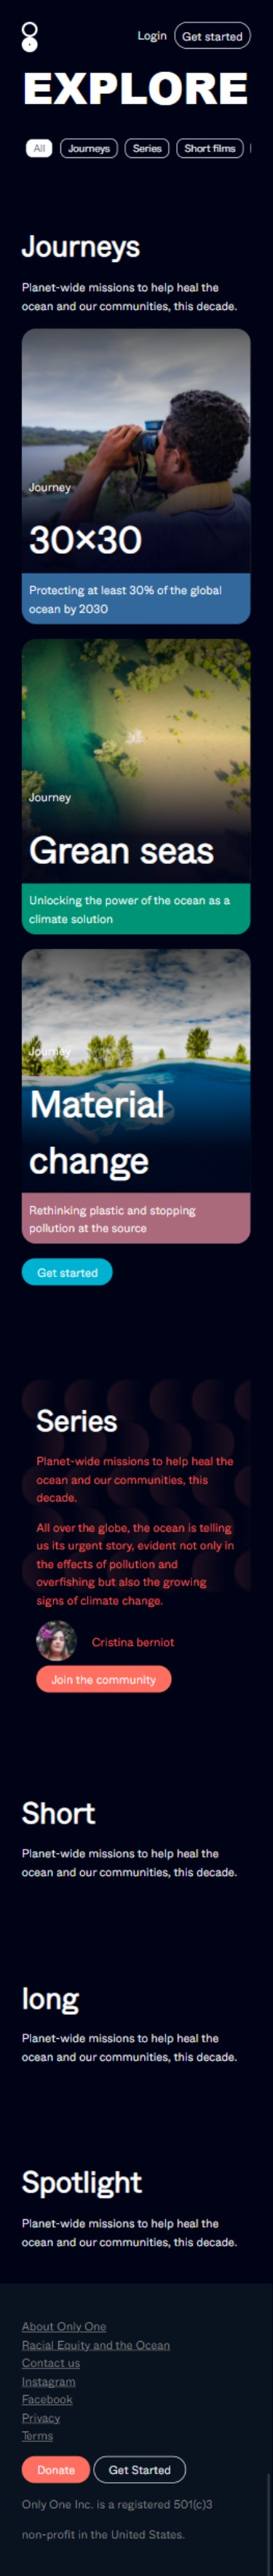 Login
Get started
EXPLORE
All
Journeys
Series
Short films
Journeys
Planet-wide missions to help heal the
ocean and our communities, this decade.
Journey
30×30
Protecting at least 30% of the global
ocean by 2030
Journey
Grean seas
Unlocking the power of the ocean as a
climate solution
Journey
Material
change
Rethinking plastic and stopping
pollution at the source
Get started
Series
Planet-wide missions to help heal the
ocean and our communities, this
decade.
All over the globe, the ocean is telling
us its urgent story, evident not only in
the effects of pollution and
overfishing but also the growing
signs of climate change.
Cristina berniot
Join the community
Short
Planet-wide missions to help heal the
ocean and our communities, this decade.
long
Planet-wide missions to help heal the
ocean and our communities, this decade.
Spotlight
Planet-wide missions to help heal the
ocean and our communities, this decade.
About Only One
Racial Equity and the Ocean
Contact us
Instagram
Facebook
Privacy
Terms
Donate
Get Started
Only One Inc. is a registered 501(c)3
non-profit in the United States.